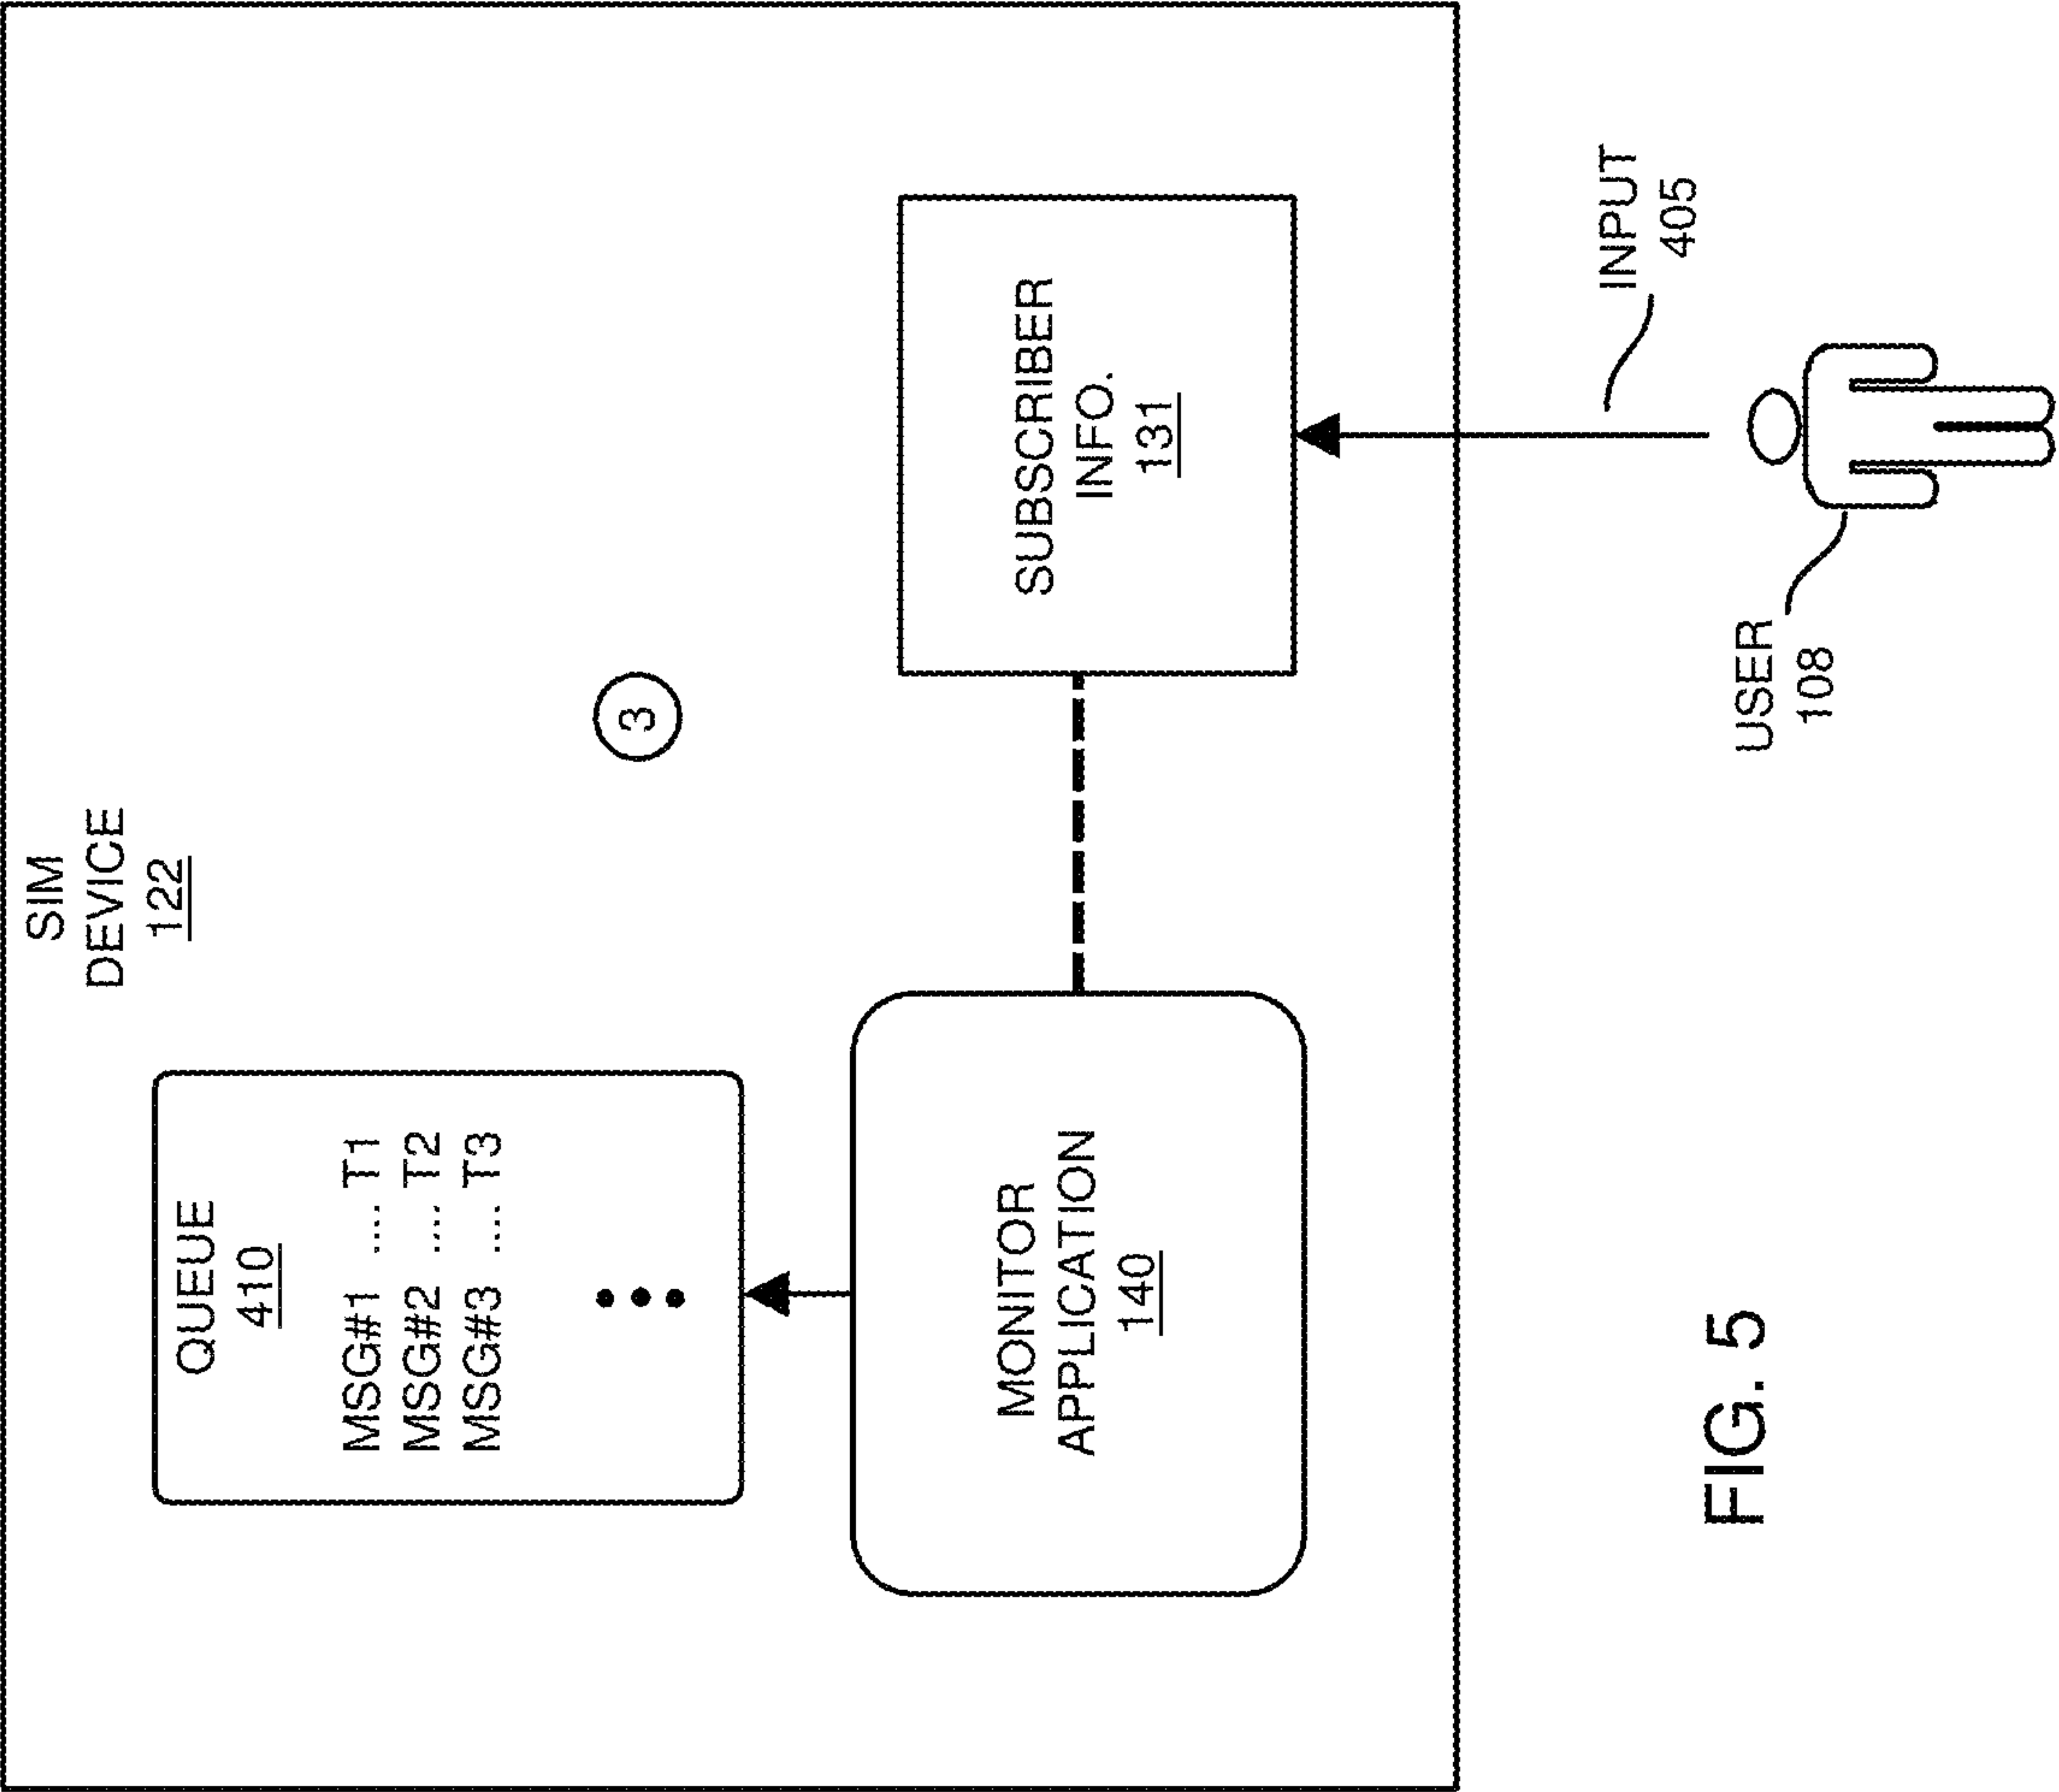 SIM
DEVICE
122
QUEUE
410
MSG#1 .... T1
MSG#2 .... T2
MSG#3 .... T3
3
MONITOR
APPLICATION
140
SUBSCRIBER
INFO.
131
INPUT
405
USER
108
FIG. 5